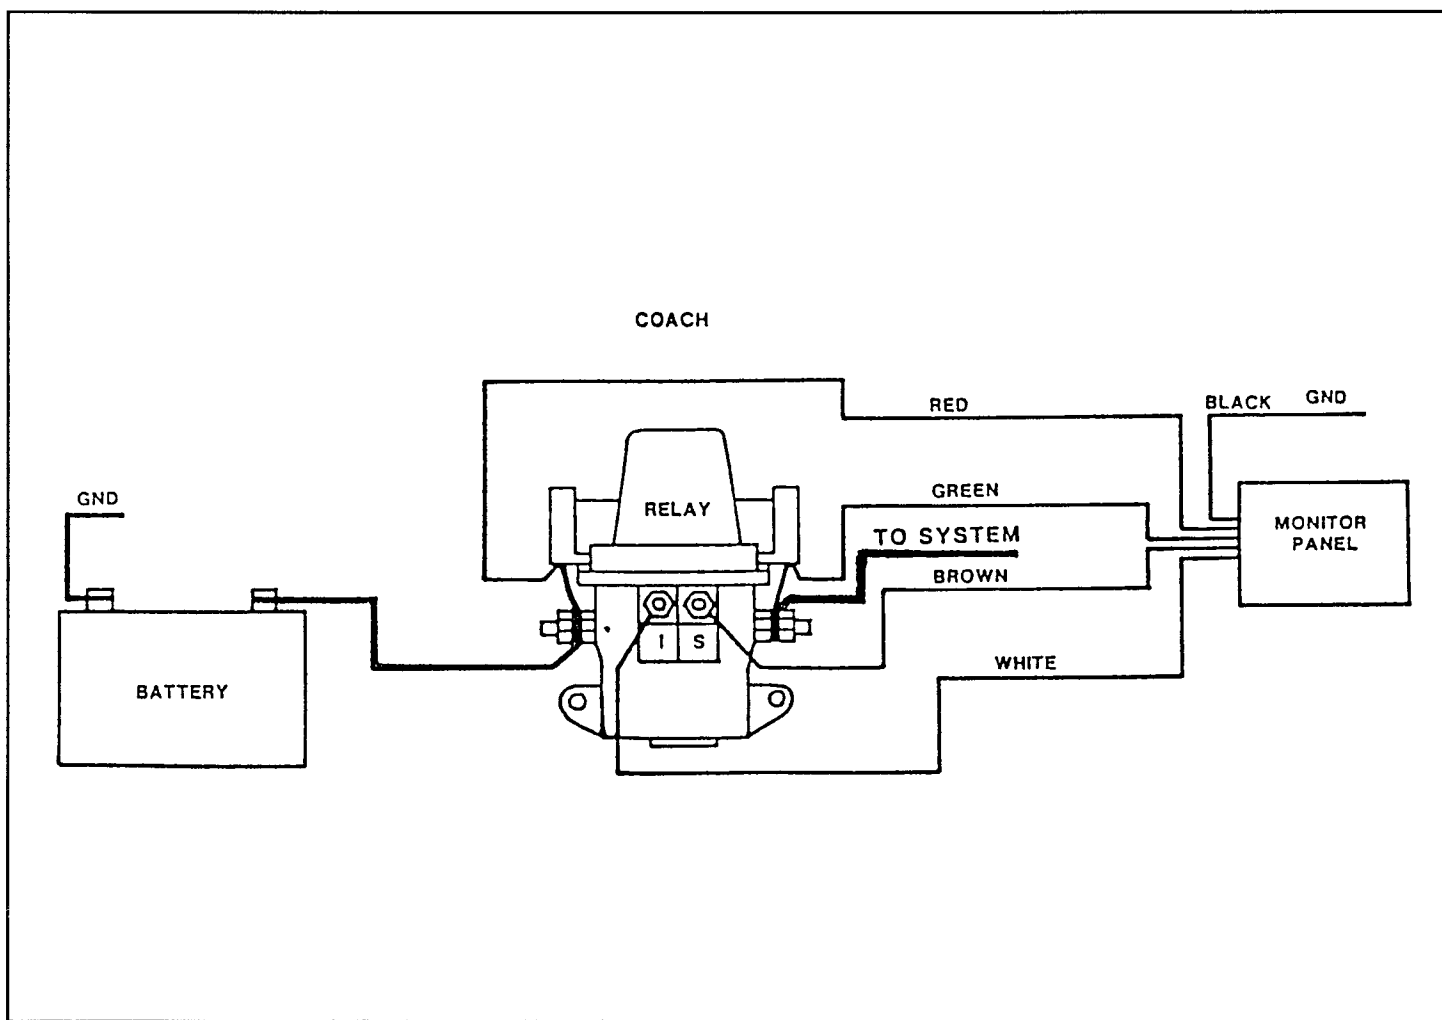 COACH
RED
BLACK GND
GND
RELAY
GREEN
TO SYSTEM
BROWN
MONITOR
PANEL
I S
WHITE
BATTERY